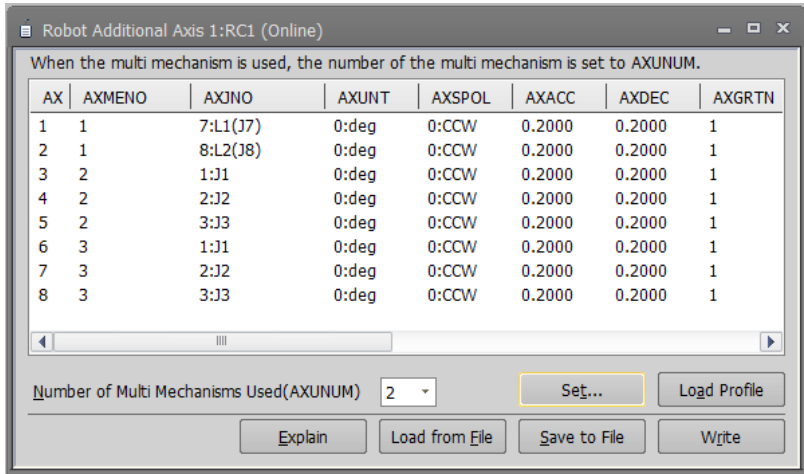 Robot Additional Axis 1:RC1 (Online)
When the multi mechanism is used, the number of the multi mechanism is set to AXUNUM.
AX AXMENO AXJNO AXUNT AXSPOL AXACC AXDEC AXGRTN
1 1 7:L1(J7) 0:deg 0:CCW 0.2000 0.2000 1
2 1 8:L2(J8) 0:deg 0:CCW 0.2000 0.2000 1
3 2 1:J1 0:deg 0:CCW 0.2000 0.2000 1
4 2 2:J2 0:deg 0:CCW 0.2000 0.2000 1
5 2 3:J3 0:deg 0:CCW 0.2000 0.2000 1
6 3 1:J1 0:deg 0:CCW 0.2000 0.2000 1
7 3 2:J2 0:deg 0:CCW 0.2000 0.2000 1
8 3 3:J3 0:deg 0:CCW 0.2000 0.2000 1
Number of Multi Mechanisms Used(AXUNUM) 2 Set... Load Profile
Explain Load from File Save to File Write